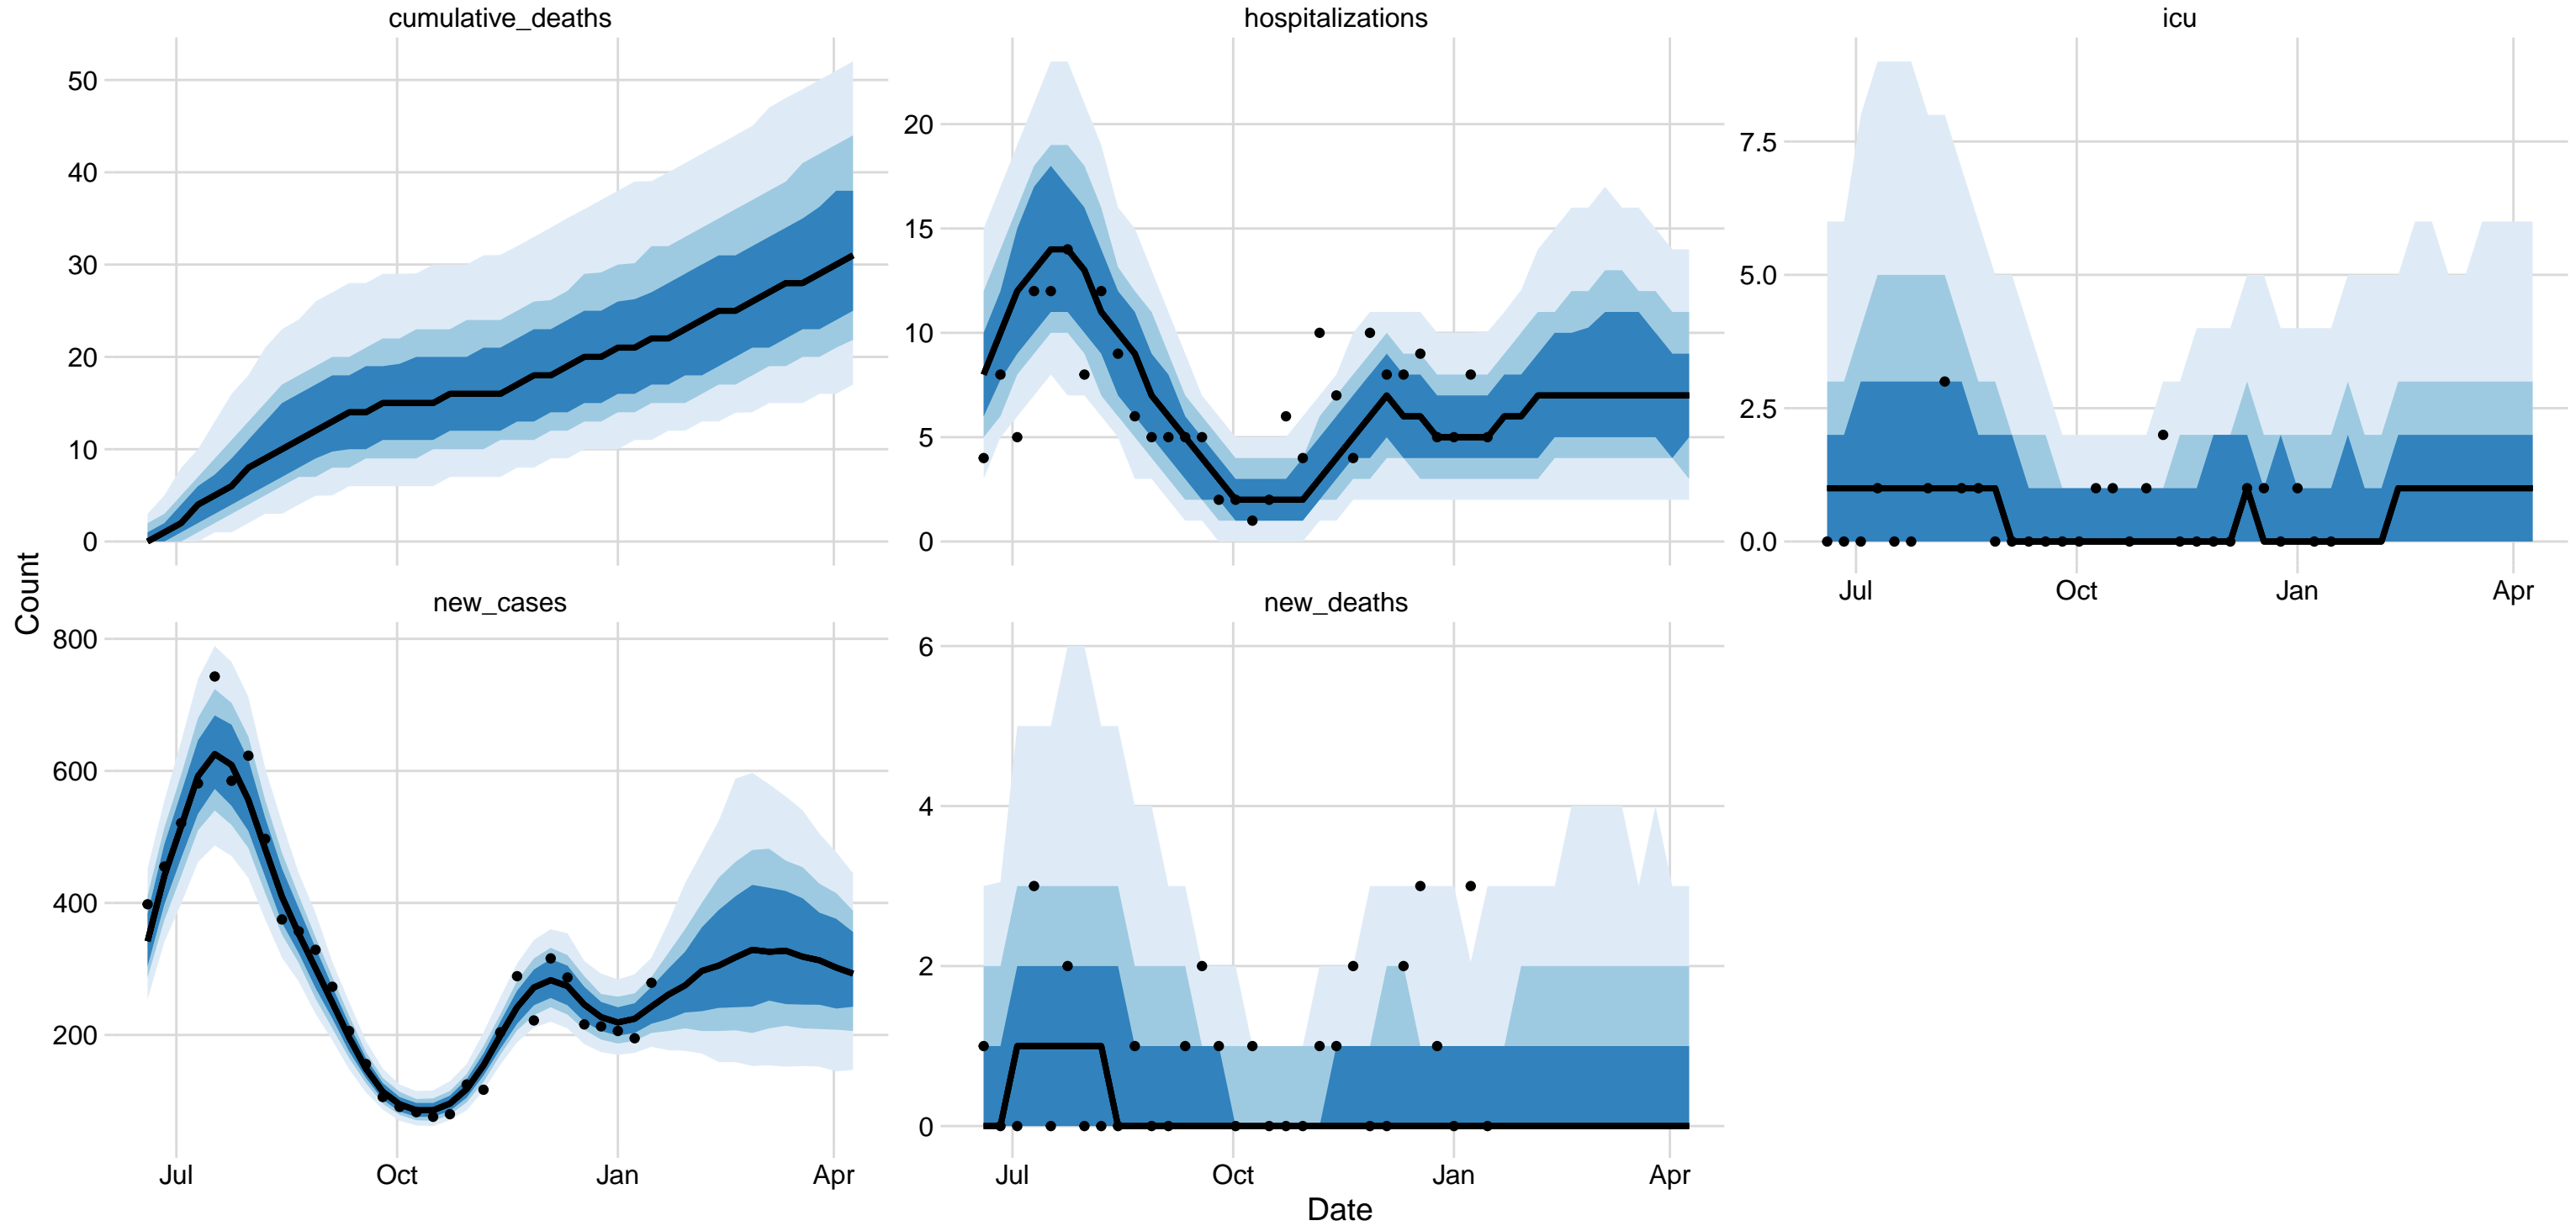 cumulative_deaths
50
40
30
20
10
0
hospitalizations
20
15
10
5
0
icu
7.5
5.0
2.5
0.0
Jul Oct Jan Apr
Count
new_cases
800
600
400
200
Jul Oct Jan Apr
new_deaths
6
4
2
0
Jul Oct Jan Apr
Date